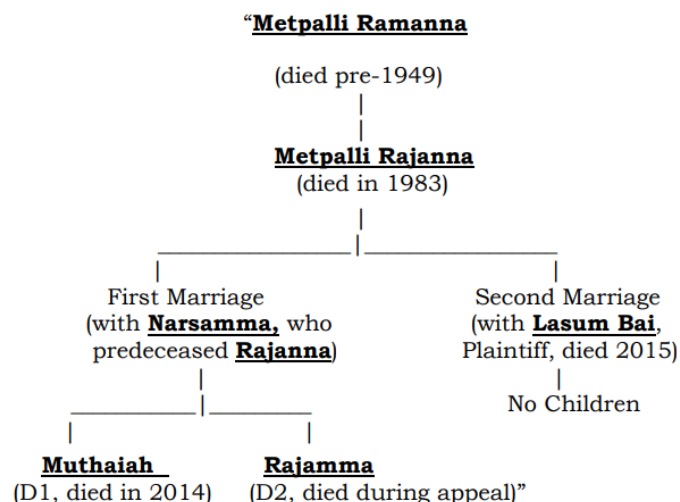 “Metpalli Ramanna
(died pre-1949)
Metpalli Rajanna
(died in 1983)
First Marriage
(with Narsamma, who
predeceased Rajanna)
Second Marriage
(with Lasum Bai,
Plaintiff, died 2015)
No Children
Muthaiah
(D1, died in 2014)
Rajamma
(D2, died during appeal)”